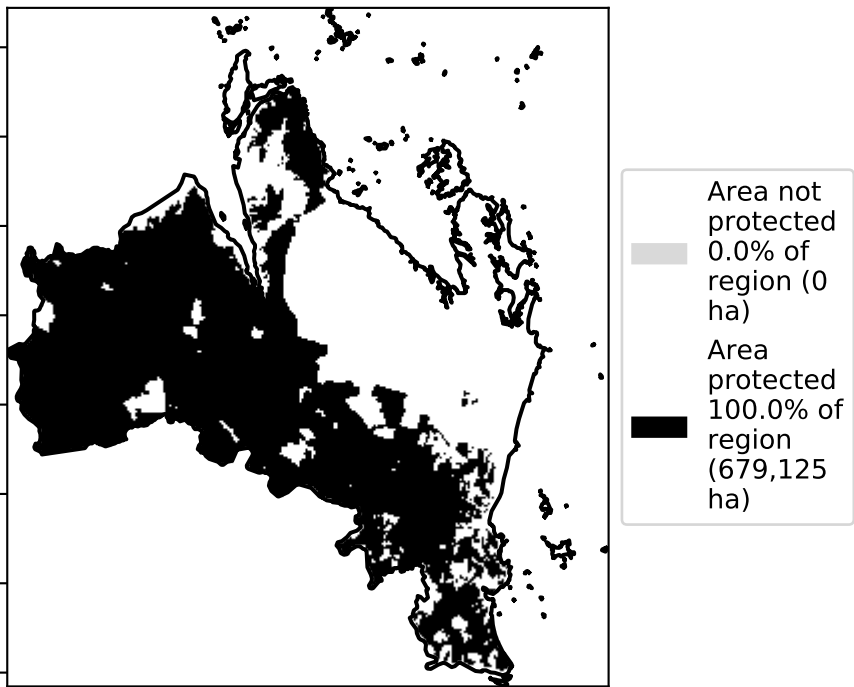 Area not
protected
0.0% of
region (0
ha)
Area
protected
100.0% of
region
(679,125
ha)